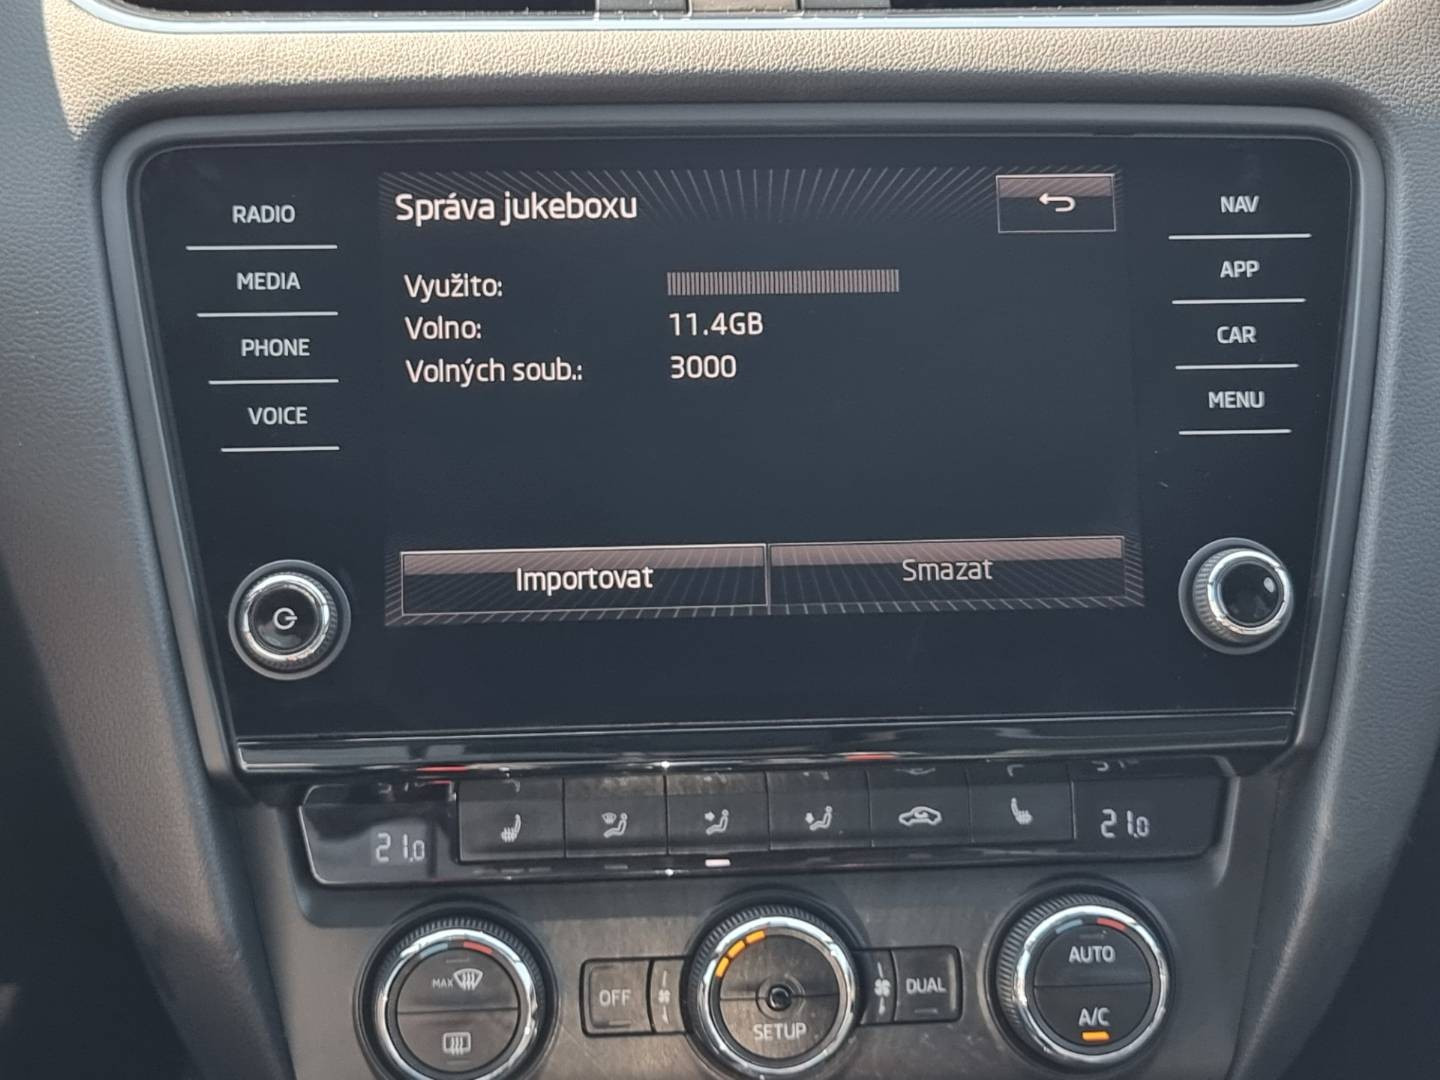 RADIO
MEDIA
PHONE
VOICE
Správa jukeboxu
Využito:
Volno: 11.4GB
Volných soub.: 3000
Importovat
Smazat
NAV
APP
CAR
MENU
21.0
21.0
MAX
OFF
SETUP
DUAL
AUTO
A/C